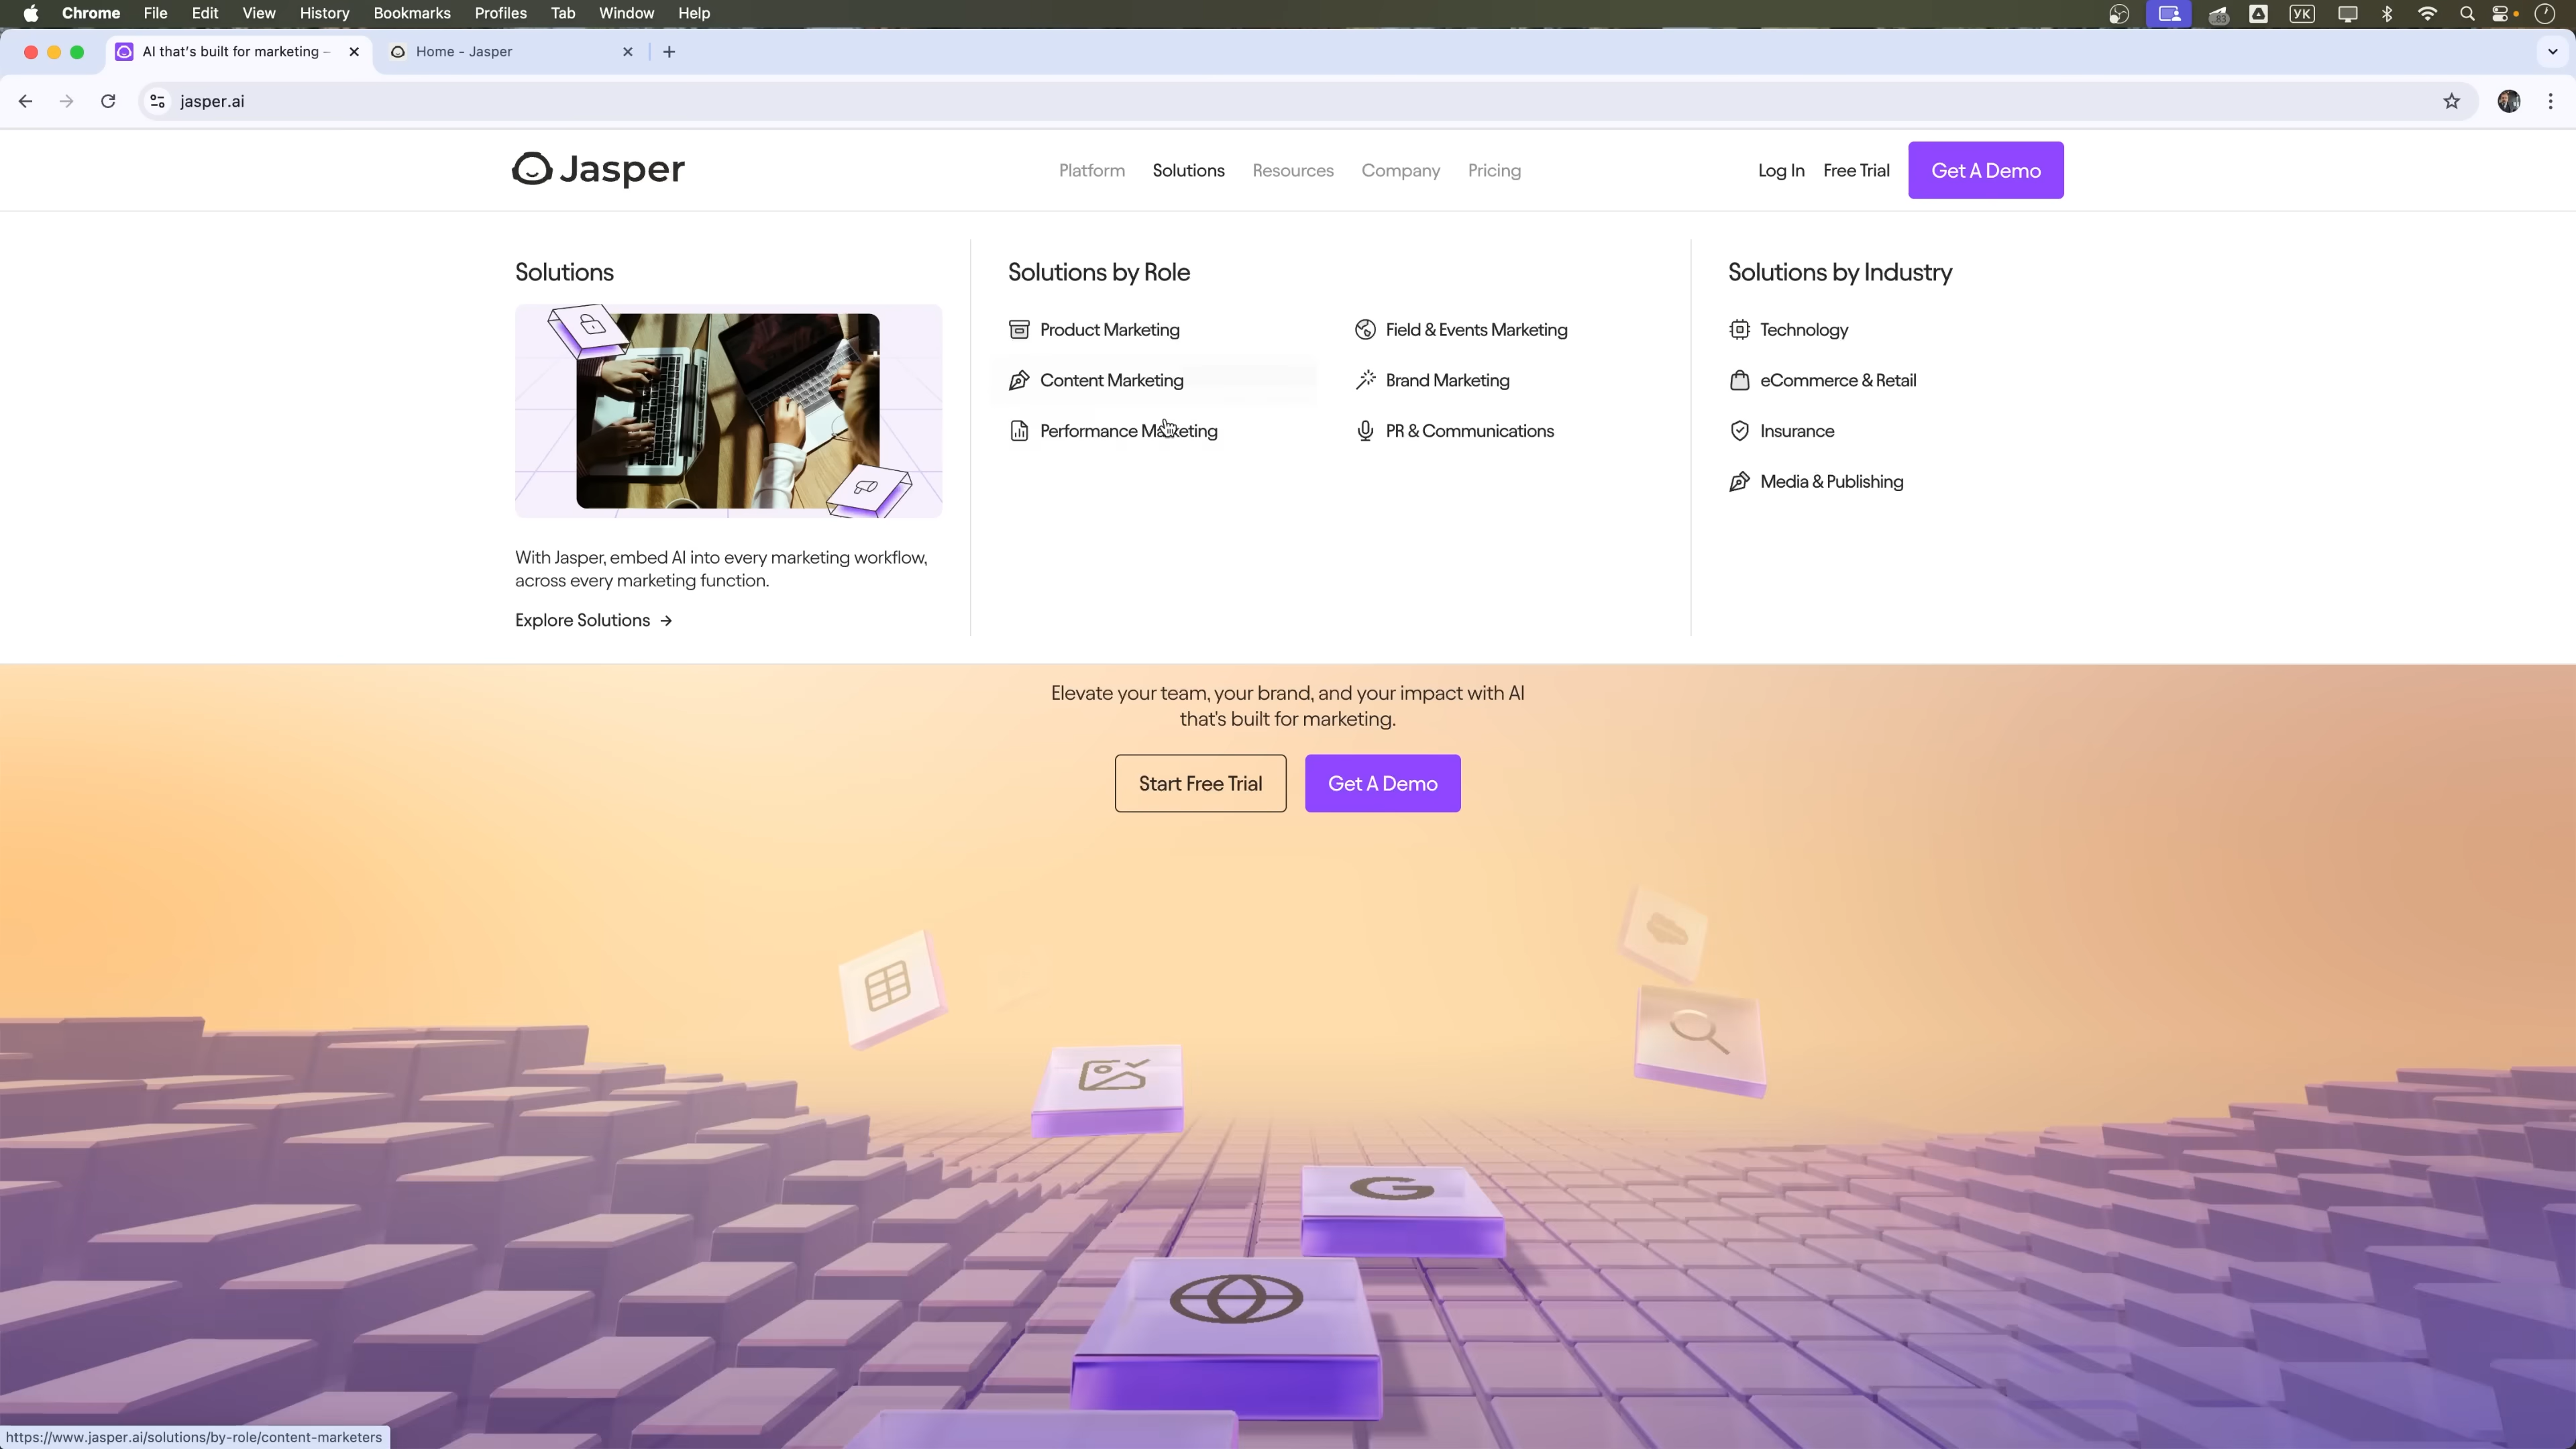 Chrome File Edit View History Bookmarks Profiles Tab Window Help
83 УК
AI that's built for marketing –
Home - Jasper
jasper.ai
Jasper
Platform Solutions Resources Company Pricing
Log In Free Trial Get A Demo
Solutions
With Jasper, embed AI into every marketing workflow,
across every marketing function.
Explore Solutions →
Solutions by Role
Product Marketing
Content Marketing
Performance Marketing
Field & Events Marketing
Brand Marketing
PR & Communications
Solutions by Industry
Technology
eCommerce & Retail
Insurance
Media & Publishing
Elevate your team, your brand, and your impact with AI
that's built for marketing.
Start Free Trial Get A Demo
G
https://www.jasper.ai/solutions/by-role/content-marketers